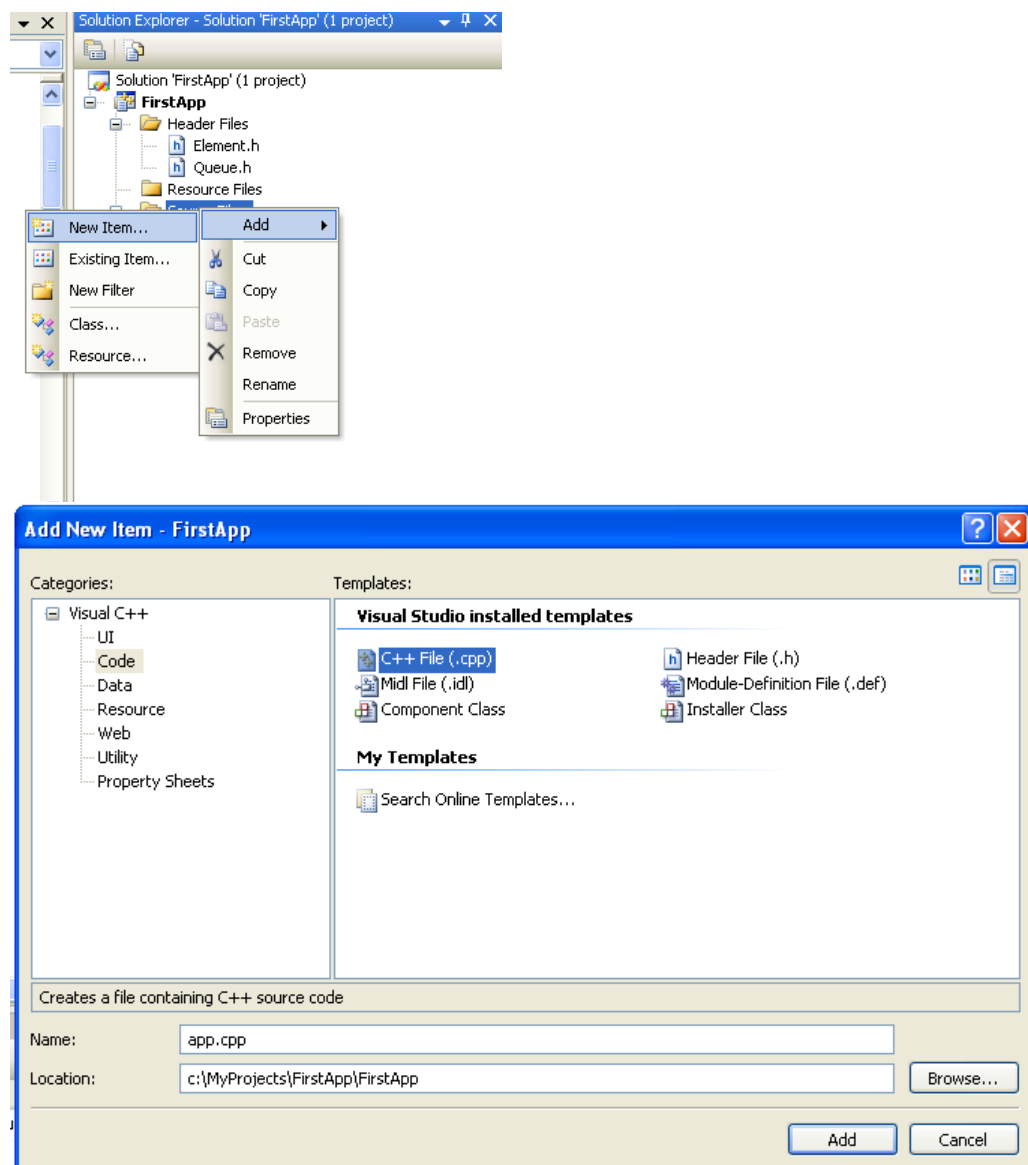 Solution Explorer - Solution 'FirstApp' (1 project)
Solution 'FirstApp' (1 project)
FirstApp
Header Files
Element.h
Queue.h
Resource Files
New Item...
Add
Existing Item...
Cut
New Filter
Copy
Class...
Paste
Resource...
Remove
Rename
Properties
Add New Item - FirstApp
Categories:
Templates:
Visual C++
UI
Code
Data
Resource
Web
Utility
Property Sheets
Visual Studio installed templates
C++ File (.cpp)
Header File (.h)
Midl File (.idl)
Module-Definition File (.def)
Component Class
Installer Class
My Templates
Search Online Templates...
Creates a file containing C++ source code
Name:
app.cpp
Location:
c:\MyProjects\FirstApp\FirstApp
Browse...
Add
Cancel